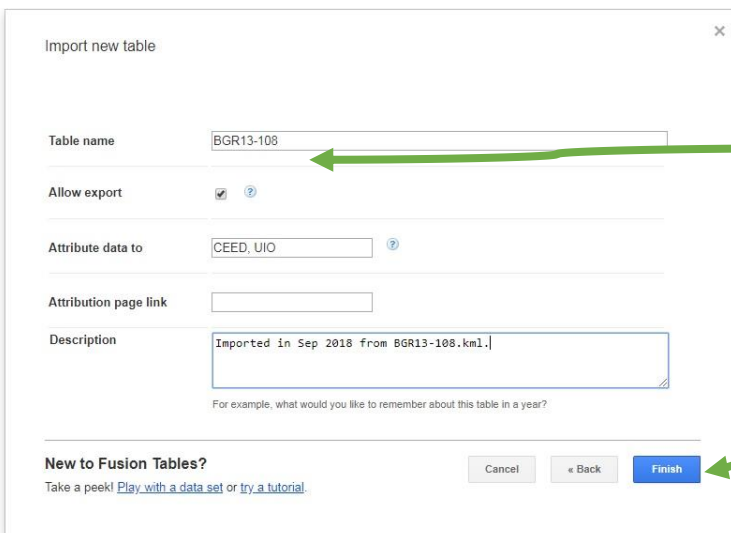 ×
Import new table
Table name BGR13-108
Allow export ?
Attribute data to CEED, UIO ?
Attribution page link
Description Imported in Sep 2018 from BGR13-108.kml.
For example, what would you like to remember about this table in a year?
New to Fusion Tables? Cancel « Back Finish
Take a peek! Play with a data set or try a tutorial.